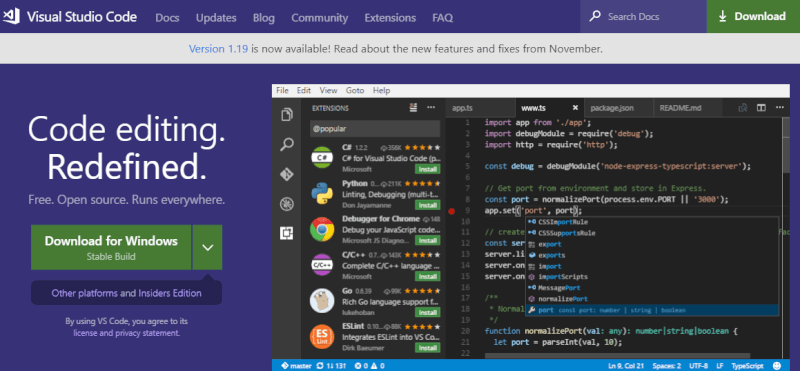 Visual Studio Code Docs Updates Blog Community Extensions FAQ Search Docs Download
Version 1.19 is now available! Read about the new features and fixes from November.
Code editing.
Redefined.
Free. Open source. Runs everywhere.
Download for Windows
Stable Build
Other platforms and Insiders Edition
By using VS Code, you agree to its
license and privacy statement.
File Edit View Goto Help
EXTENSIONS
@popular
C# 1.2.2 356K
C# for Visual Studio Code (p...
Microsoft Install
Python 0... 211K
Linting, Debugging (multi-t...
Don Jayamanne Install
Debugger for Chrome 148
Debug your JavaScript code...
Microsoft JS Diagno... Install
C/C++ 0.7... 143K
Complete C/C++ language ...
Microsoft Install
Go 0.6.39 99K
Rich Go language support f...
lukehoban Install
ESLint 0.10... 88K
Integrates ESLint into VS Co...
Dirk Baeumer Install
app.ts www.ts package.json README.md
1 import app from './app';
2 import debugModule = require('debug');
3 import http = require('http');
4
5 const debug = debugModule('node-express-typescript:server');
6
7 // Get port from environment and store in Express.
8 const port = normalizePort(process.env.PORT || '3000');
9 app.set('port', port);
10
11 // create
12 const ser
13 server.li
14 server.on
15 server.on
16
17 /**
18 * Normal
19 */
20 function normalizePort(val: any): number|string|boolean {
21 let port = parseInt(val, 10);
22
CSSImportRule
CSSSupportsRule
export
exports
import
importScripts
MessagePort
normalizePort
port const port: number | string | boolean
master 131 0 0 Ln 9, Col 21 Spaces: 2 UTF-8 LF TypeScript